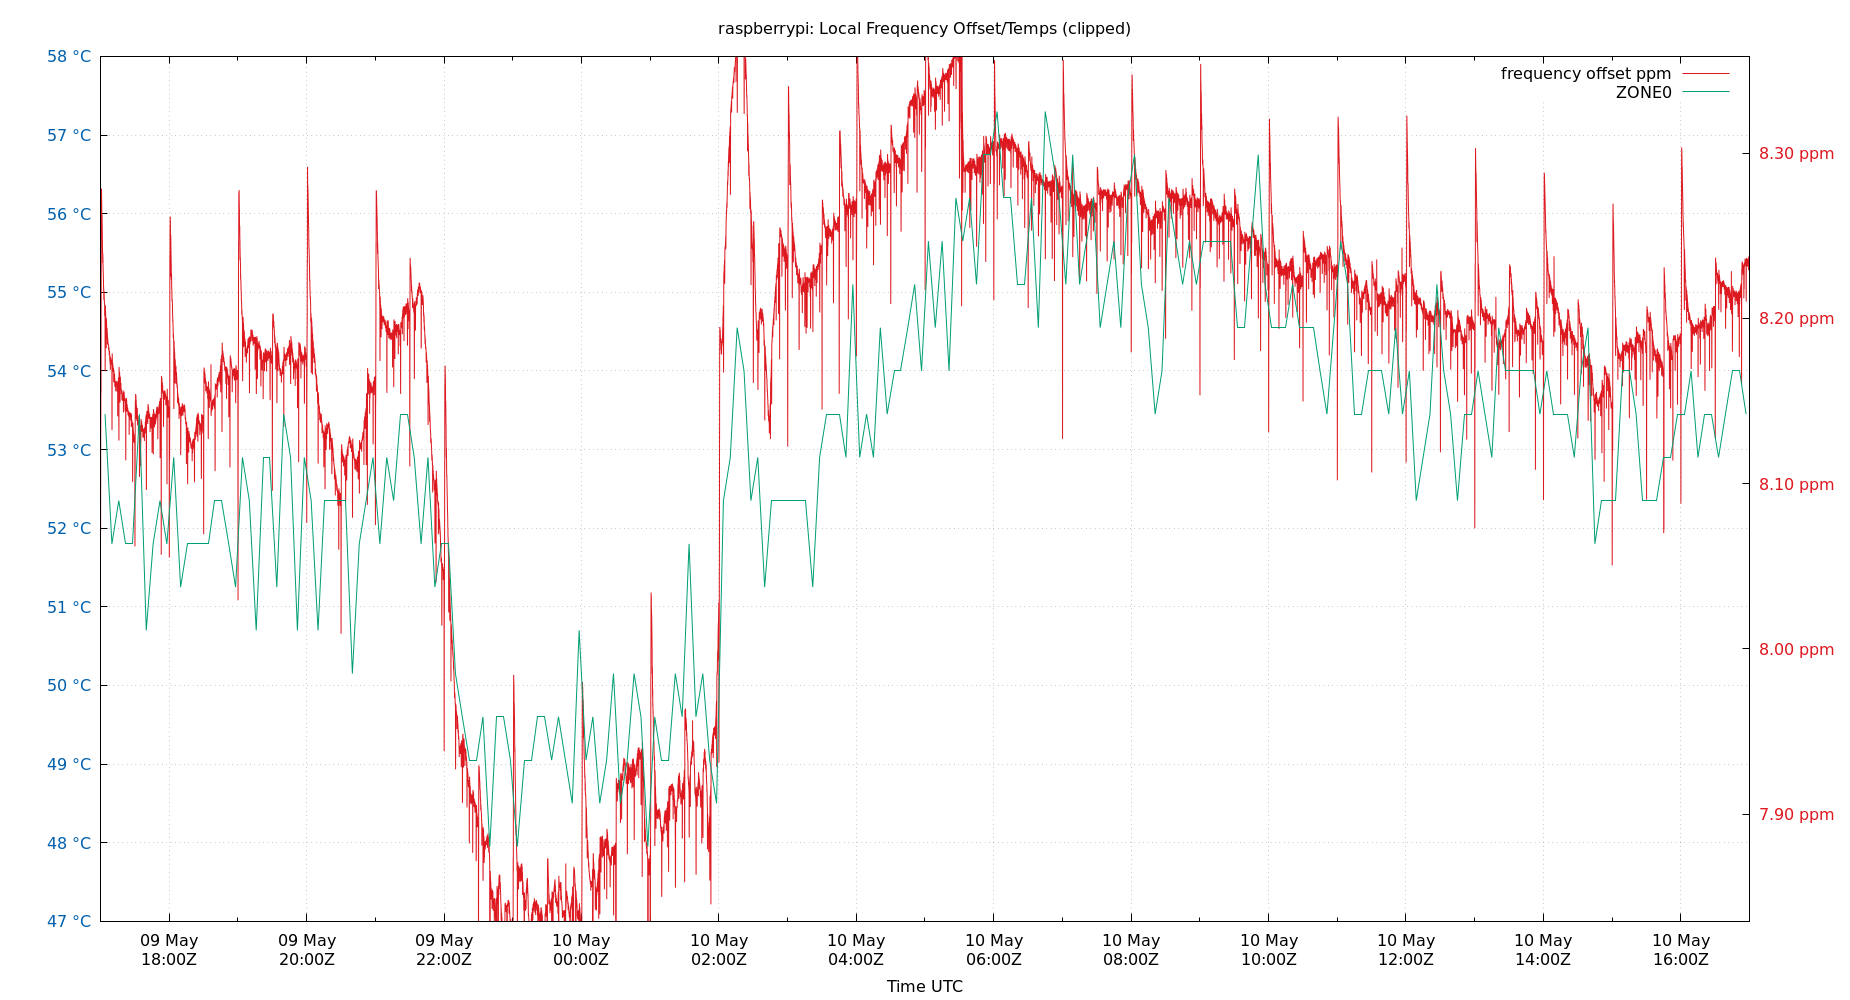 raspberrypi: Local Frequency Offset/Temps (clipped)
frequency offset ppm
ZONE0
58 °C
57 °C
56 °C
55 °C
54 °C
53 °C
52 °C
51 °C
50 °C
49 °C
48 °C
47 °C
8.30 ppm
8.20 ppm
8.10 ppm
8.00 ppm
7.90 ppm
09 May 18:00Z
09 May 20:00Z
09 May 22:00Z
10 May 00:00Z
10 May 02:00Z
10 May 04:00Z
10 May 06:00Z
10 May 08:00Z
10 May 10:00Z
10 May 12:00Z
10 May 14:00Z
10 May 16:00Z
Time UTC